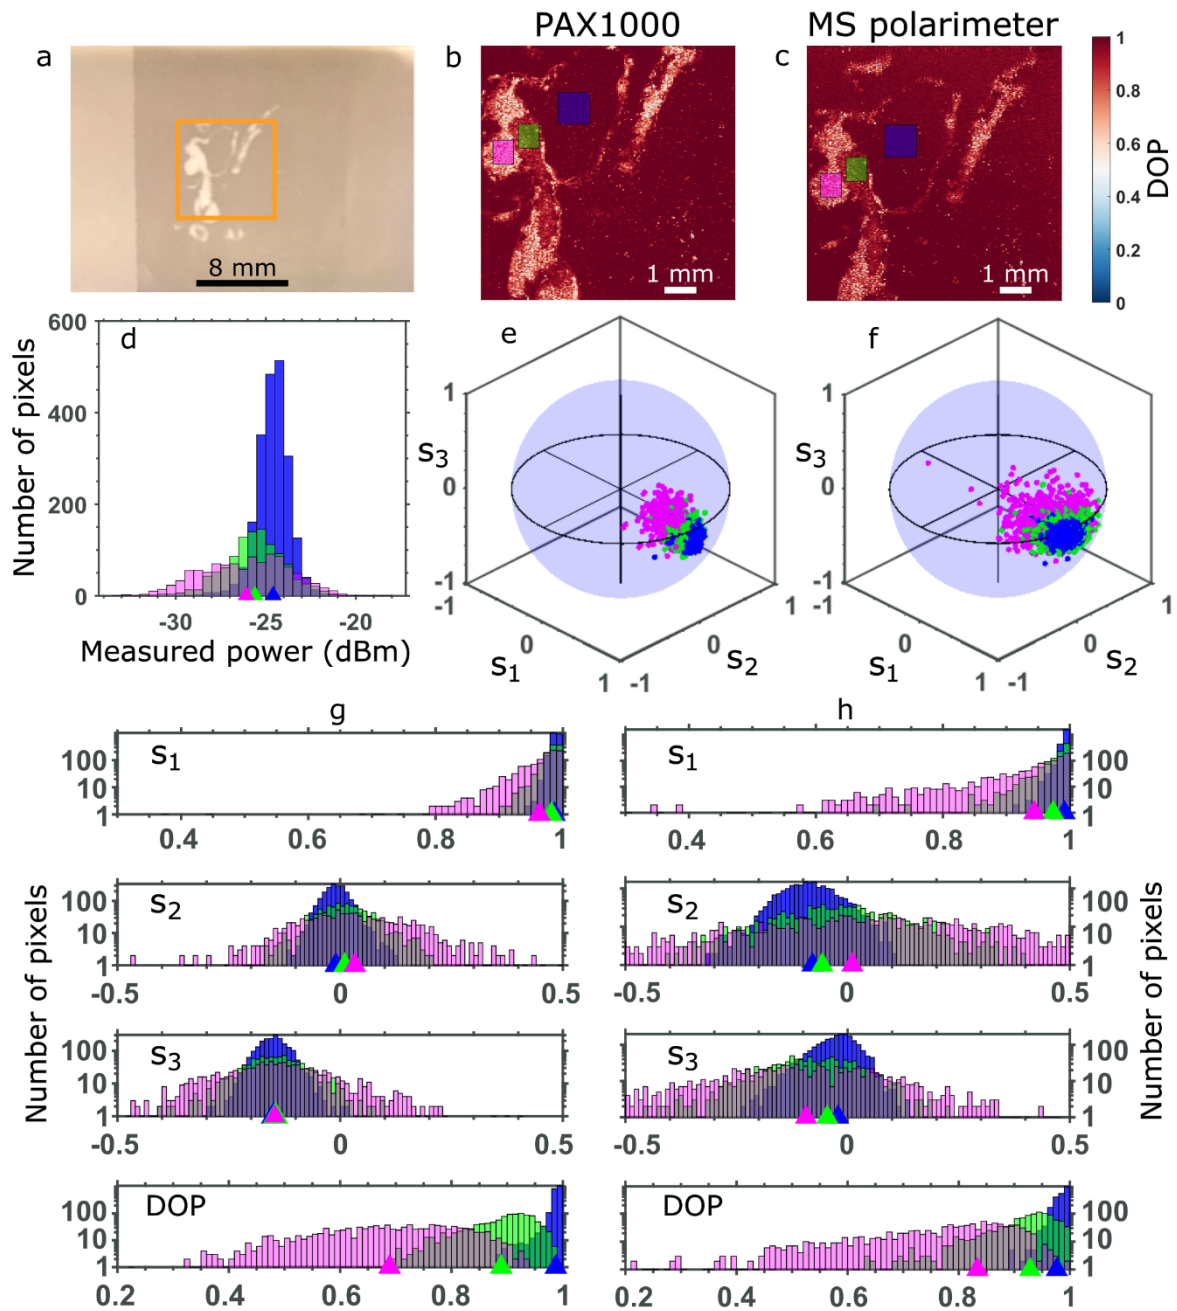 PAX1000 MS polarimeter
a b c
8 mm 1 mm 1 mm
1 0.8 0.6 0.4 0.2 0
DOP
d e f
Number of pixels
600 400 200 0
-30 -25 -20
Measured power (dBm)
s3 1 0 -1
-1 0 1 -1 0 1
s1 s2
s3 1 0 -1
-1 0 1 -1 0 1
s1 s2
g h
s1 100 10 1
0.4 0.6 0.8 1
s1 100 10 1
0.4 0.6 0.8 1
s2 100 10 1
-0.5 0 0.5
s2 100 10 1
-0.5 0 0.5
s3 100 10 1
-0.5 0 0.5
s3 100 10 1
-0.5 0 0.5
Number of pixels
Number of pixels
DOP 100 10 1
0.2 0.4 0.6 0.8 1
DOP 100 10 1
0.2 0.4 0.6 0.8 1